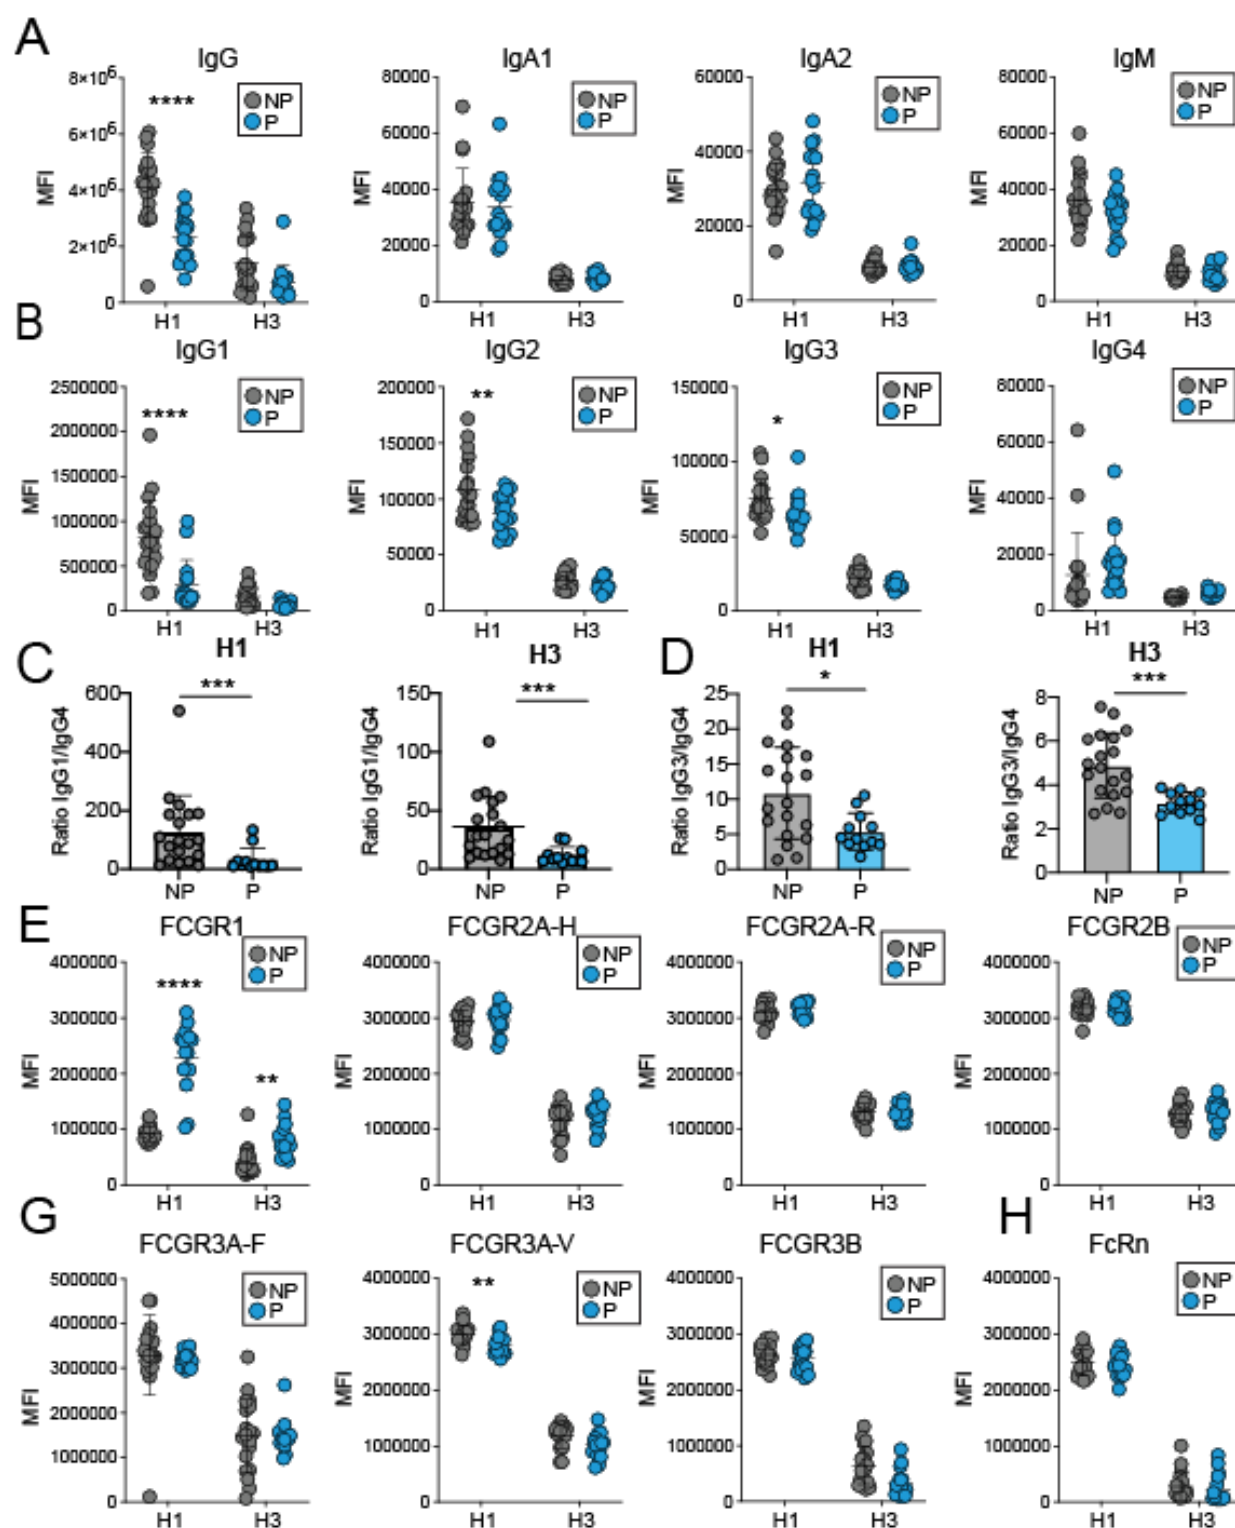 A
IgG
IgA1
IgA2
IgM
MFI
8×10⁶
6×10⁶
4×10⁶
2×10⁶
0
****
NP
P
H1
H3
MFI
80000
60000
40000
20000
0
NP
P
H1
H3
MFI
60000
40000
20000
0
NP
P
H1
H3
MFI
80000
60000
40000
20000
0
NP
P
H1
H3
B
IgG1
IgG2
IgG3
IgG4
MFI
2500000
2000000
1500000
1000000
500000
0
****
NP
P
H1
H3
MFI
200000
150000
100000
50000
0
**
NP
P
H1
H3
MFI
150000
100000
50000
0
*
NP
P
H1
H3
MFI
80000
60000
40000
20000
0
NP
P
H1
H3
C
H1
Ratio IgG1/IgG4
600
400
200
0
***
NP
P
H3
Ratio IgG1/IgG4
150
100
50
0
***
NP
P
D
H1
Ratio IgG3/IgG4
25
20
15
10
5
0
*
NP
P
H3
Ratio IgG3/IgG4
8
6
4
2
0
***
NP
P
E
FCGR1
FCGR2A-H
FCGR2A-R
FCGR2B
MFI
4000000
3000000
2000000
1000000
0
****
**
NP
P
H1
H3
MFI
4000000
3000000
2000000
1000000
0
NP
P
H1
H3
MFI
4000000
3000000
2000000
1000000
0
NP
P
H1
H3
MFI
4000000
3000000
2000000
1000000
0
NP
P
H1
H3
G
FCGR3A-F
FCGR3A-V
FCGR3B
MFI
5000000
4000000
3000000
2000000
1000000
0
NP
P
H1
H3
MFI
4000000
3000000
2000000
1000000
0
**
NP
P
H1
H3
MFI
4000000
3000000
2000000
1000000
0
NP
P
H1
H3
H
FcRn
MFI
4000000
3000000
2000000
1000000
0
NP
P
H1
H3